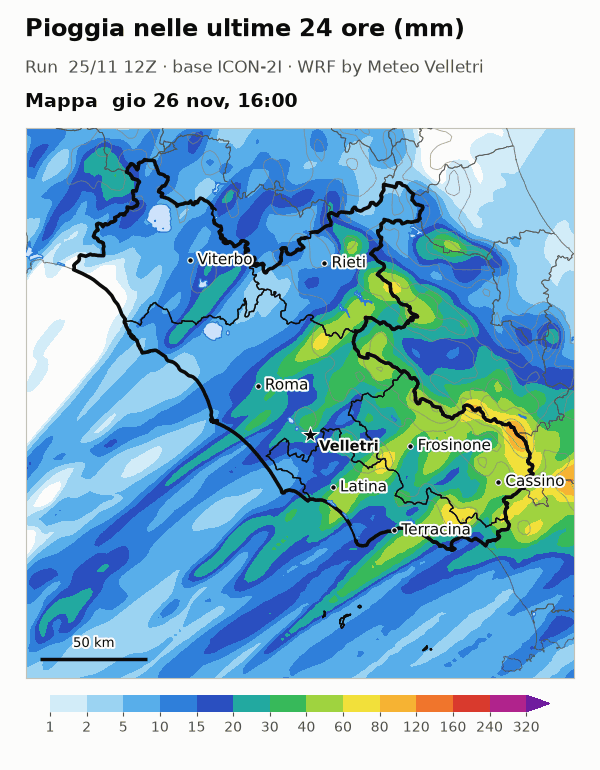 Pioggia nelle ultime 24 ore (mm)
Run  25/11 12Z · base ICON-2I · WRF by Meteo Velletri
Mappa  gio 26 nov, 16:00
Viterbo
Rieti
Roma
Velletri
Frosinone
Latina
Cassino
Terracina
50 km
1 2 5 10 15 20 30 40 60 80 120 160 240 320